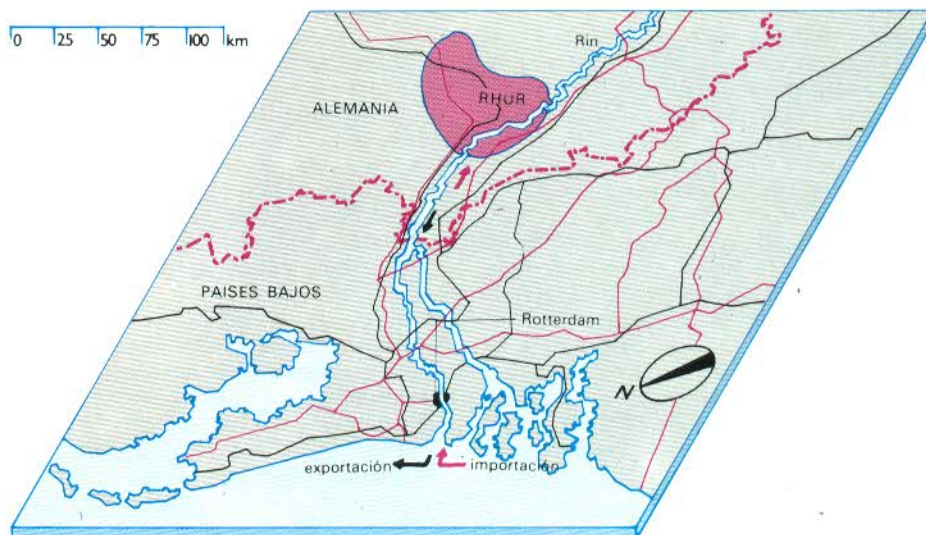 0 25 50 75 100 km
Rin
RHUR
ALEMANIA
PAISES BAJOS
Rotterdam
N
exportación
importación